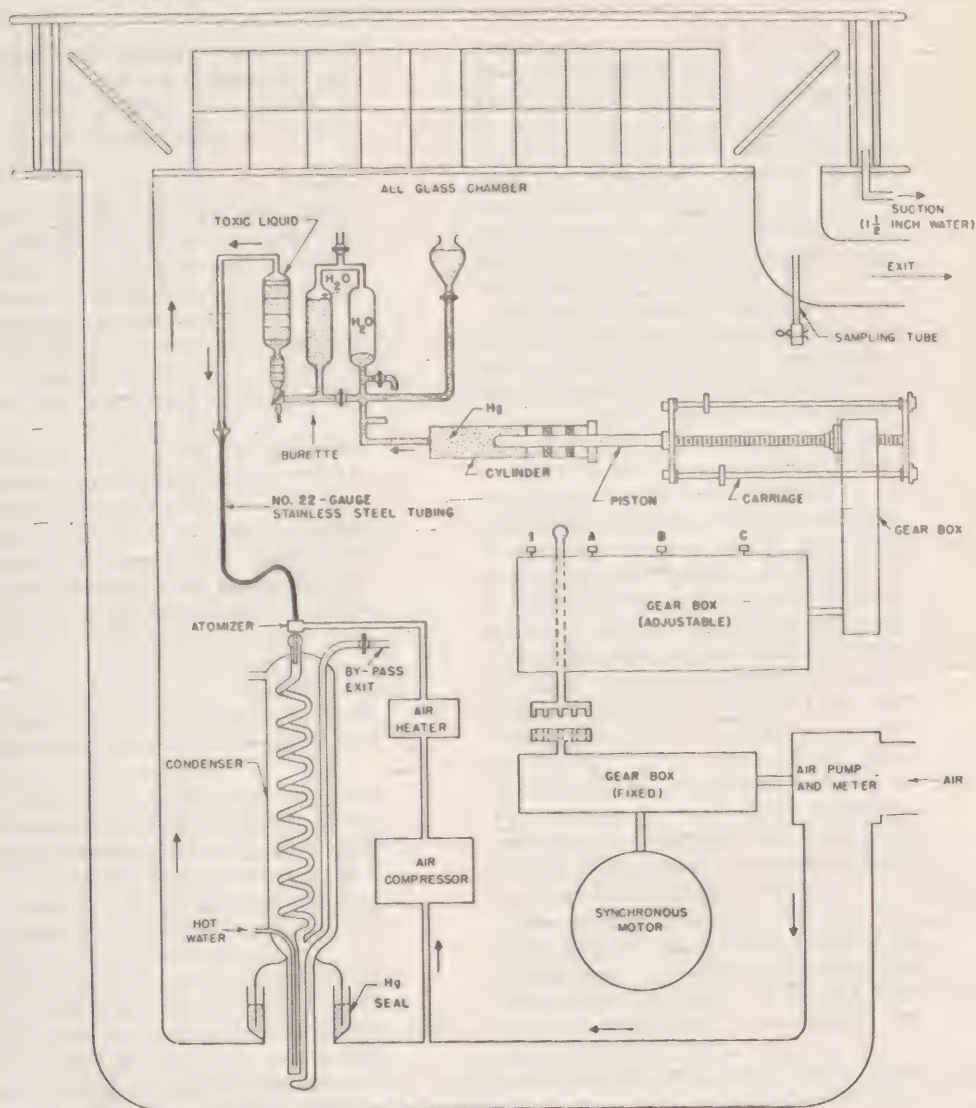 ALL GLASS CHAMBER
TOXIC LIQUID
SUCTION
(1 1/2 INCH WATER)
H2O
H2O
EXIT
SAMPLING TUBE
Hg
BURETTE
CYLINDER
PISTON
CARRIAGE
NO. 22-GAUGE
STAINLESS STEEL TUBING
GEAR BOX
1 A B C
GEAR BOX
(ADJUSTABLE)
ATOMIZER
BY-PASS
EXIT
AIR
HEATER
CONDENSER
GEAR BOX
(FIXED)
AIR PUMP
AND METER
AIR
AIR
COMPRESSOR
SYNCHRONOUS
MOTOR
HOT
WATER
Hg
SEAL